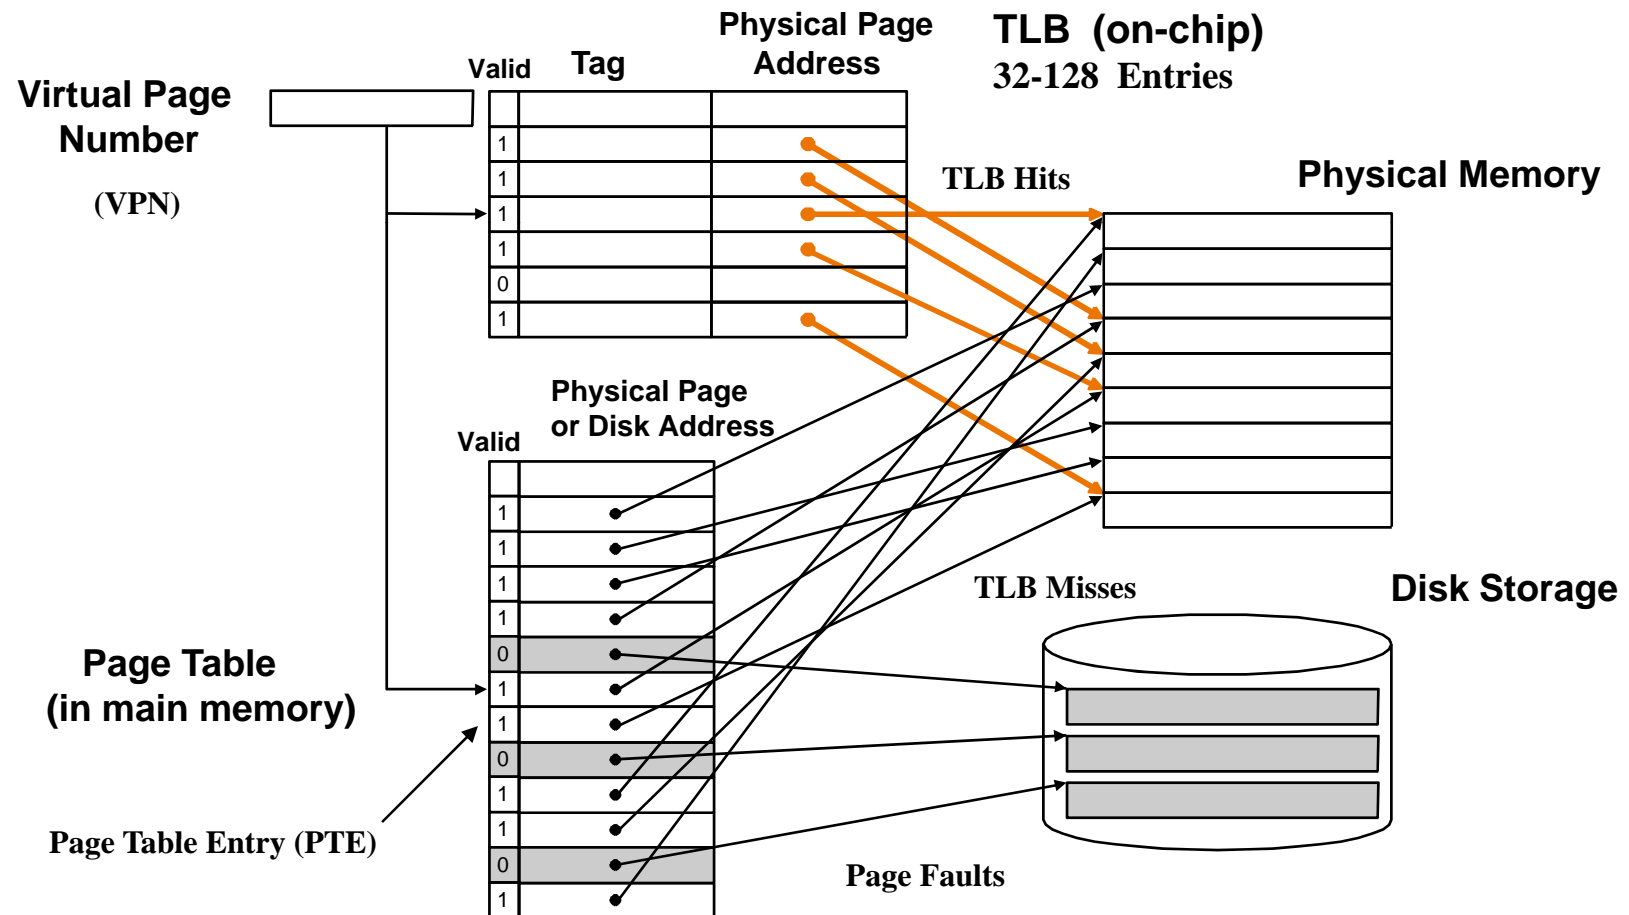 Physical Page
Address
TLB (on-chip)
32-128 Entries
Valid
Tag
Virtual Page
Number
(VPN)
1
1
1
1
0
1
TLB Hits
Physical Memory
Physical Page
or Disk Address
Valid
1
1
1
1
0
1
1
0
1
1
0
1
TLB Misses
Disk Storage
Page Table
(in main memory)
Page Table Entry (PTE)
Page Faults